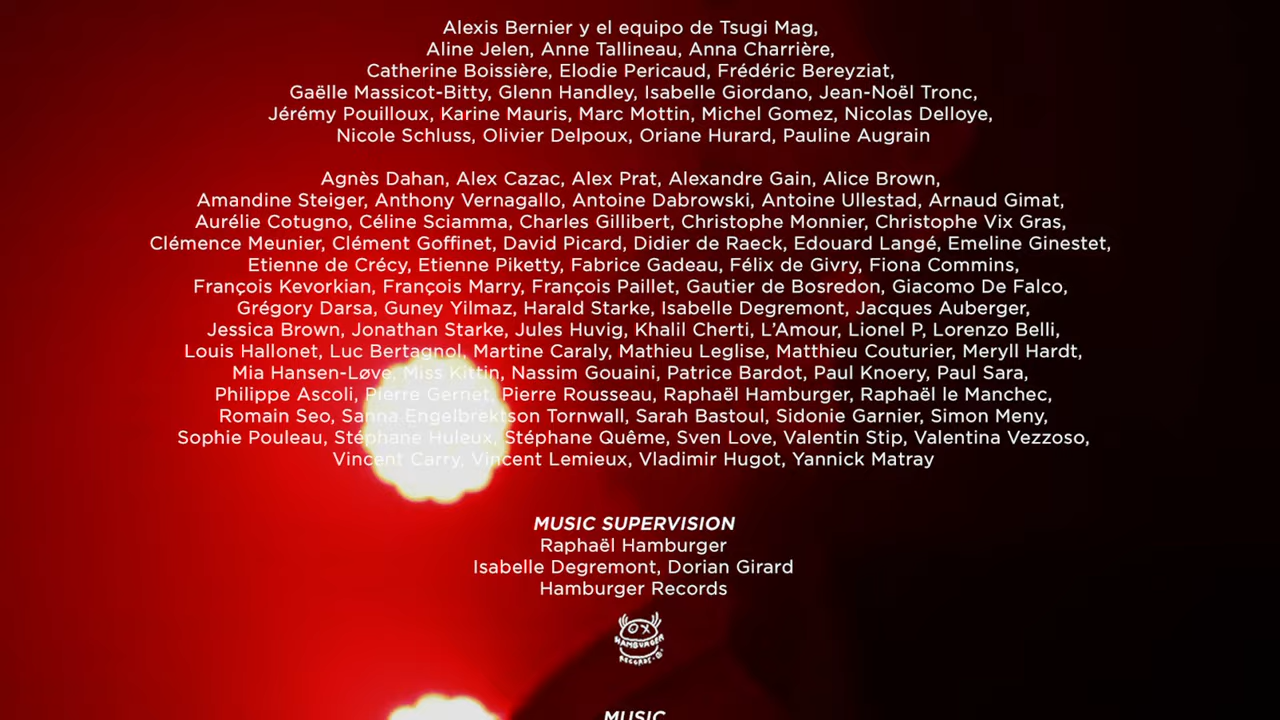 Alexis Bernier y el equipo de Tsugi Mag,
Aline Jelen, Anne Tallineau, Anna Charrière,
Catherine Boissière, Elodie Pericaud, Frédéric Bereyziat,
Gaëlle Massicot-Bitty, Glenn Handley, Isabelle Giordano, Jean-Noël Tronc,
Jérémy Pouilloux, Karine Mauris, Marc Mottin, Michel Gomez, Nicolas Delloye,
Nicole Schluss, Olivier Delpoux, Oriane Hurard, Pauline Augrain
Agnès Dahan, Alex Cazac, Alex Prat, Alexandre Gain, Alice Brown,
Amandine Steiger, Anthony Vernagallo, Antoine Dabrowski, Antoine Ullestad, Arnaud Gimat,
Aurélie Cotugno, Céline Sciamma, Charles Gillibert, Christophe Monnier, Christophe Vix Gras,
Clémence Meunier, Clément Goffinet, David Picard, Didier de Raeck, Edouard Langé, Emeline Ginestet,
Etienne de Crécy, Etienne Piketty, Fabrice Gadeau, Félix de Givry, Fiona Commins,
François Kevorkian, François Marry, François Paillet, Gautier de Bosredon, Giacomo De Falco,
Grégory Darsa, Guney Yilmaz, Harald Starke, Isabelle Degremont, Jacques Auberger,
Jessica Brown, Jonathan Starke, Jules Huvig, Khalil Cherti, L’Amour, Lionel P, Lorenzo Belli,
Louis Hallonet, Luc Bertagnol, Martine Caraly, Mathieu Leglise, Matthieu Couturier, Meryll Hardt,
Mia Hansen-Løve, Miss Kittin, Nassim Gouaini, Patrice Bardot, Paul Knoery, Paul Sara,
Philippe Ascoli, Pierre Gernet, Pierre Rousseau, Raphaël Hamburger, Raphaël le Manchec,
Romain Seo, Sanna Engelbrektson Tornwall, Sarah Bastoul, Sidonie Garnier, Simon Meny,
Sophie Pouleau, Stéphane Huleux, Stéphane Quême, Sven Love, Valentin Stip, Valentina Vezzoso,
Vincent Carry, Vincent Lemieux, Vladimir Hugot, Yannick Matray
MUSIC SUPERVISION
Raphaël Hamburger
Isabelle Degremont, Dorian Girard
Hamburger Records
HAMBURGER
RECORDS
MUSIC